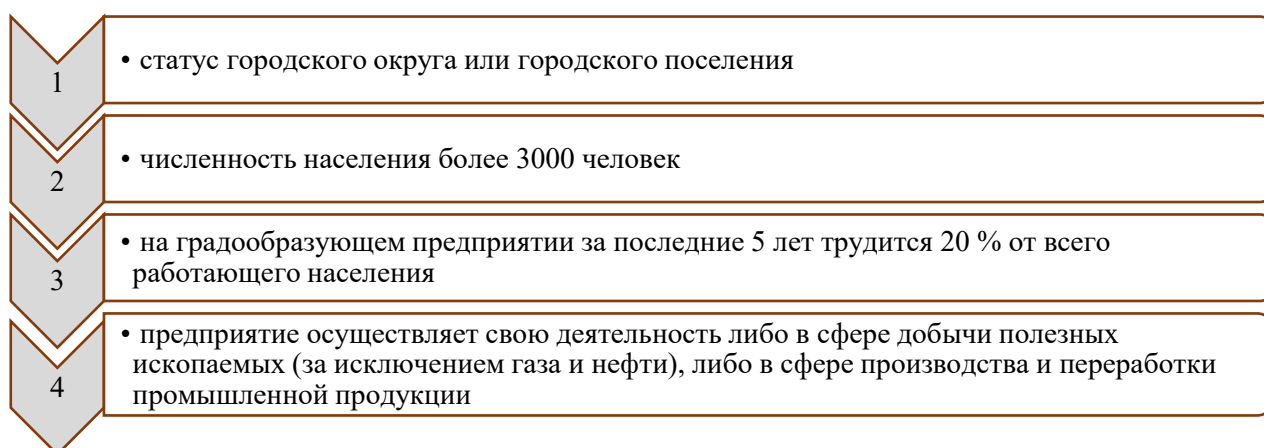 1
• статус городского округа или городского поселения
2
• численность населения более 3000 человек
3
• на градообразующем предприятии за последние 5 лет трудится 20 % от всего
работающего населения
4
• предприятие осуществляет свою деятельность либо в сфере добычи полезных
ископаемых (за исключением газа и нефти), либо в сфере производства и переработки
промышленной продукции